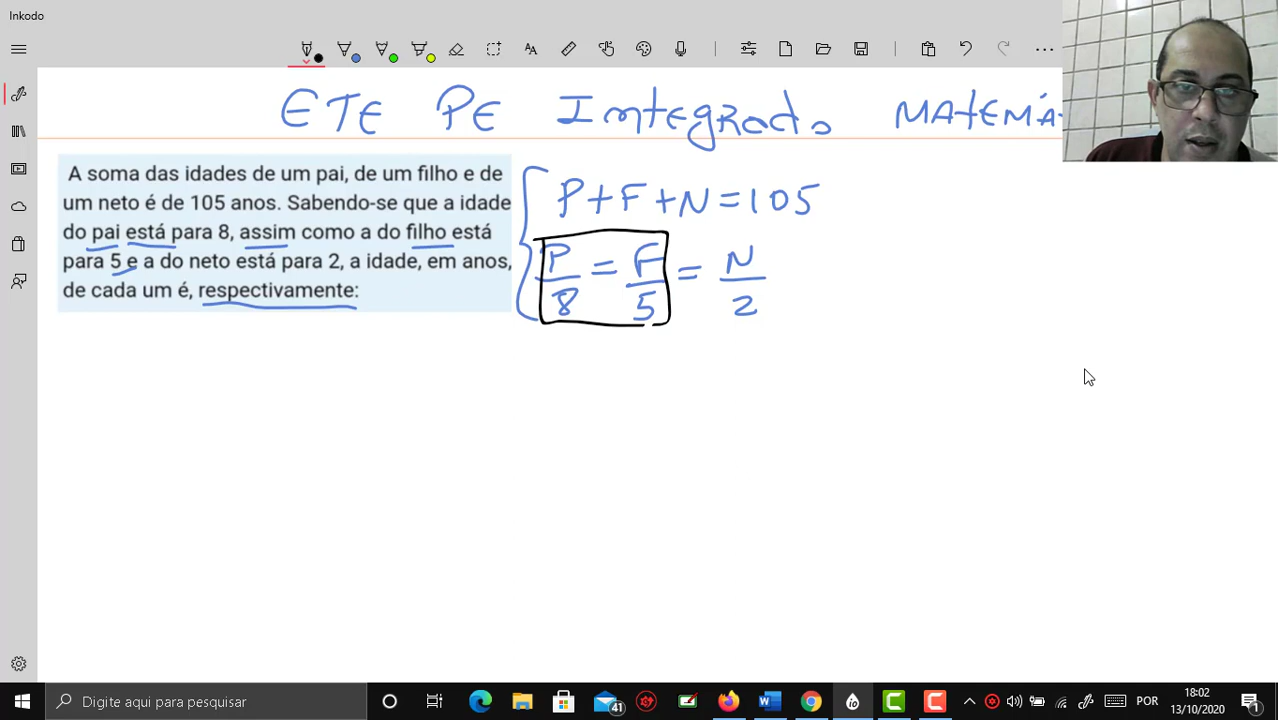 Inkodo
ETE PE Integrado MATEMÁ
A soma das idades de um pai, de um filho e de
um neto é de 105 anos. Sabendo-se que a idade
do pai está para 8, assim como a do filho está
para 5 e a do neto está para 2, a idade, em anos,
de cada um é, respectivamente:
P+F+N=105
P/8 = F/5 = N/2
Digite aqui para pesquisar
41
POR
18:02
13/10/2020
1